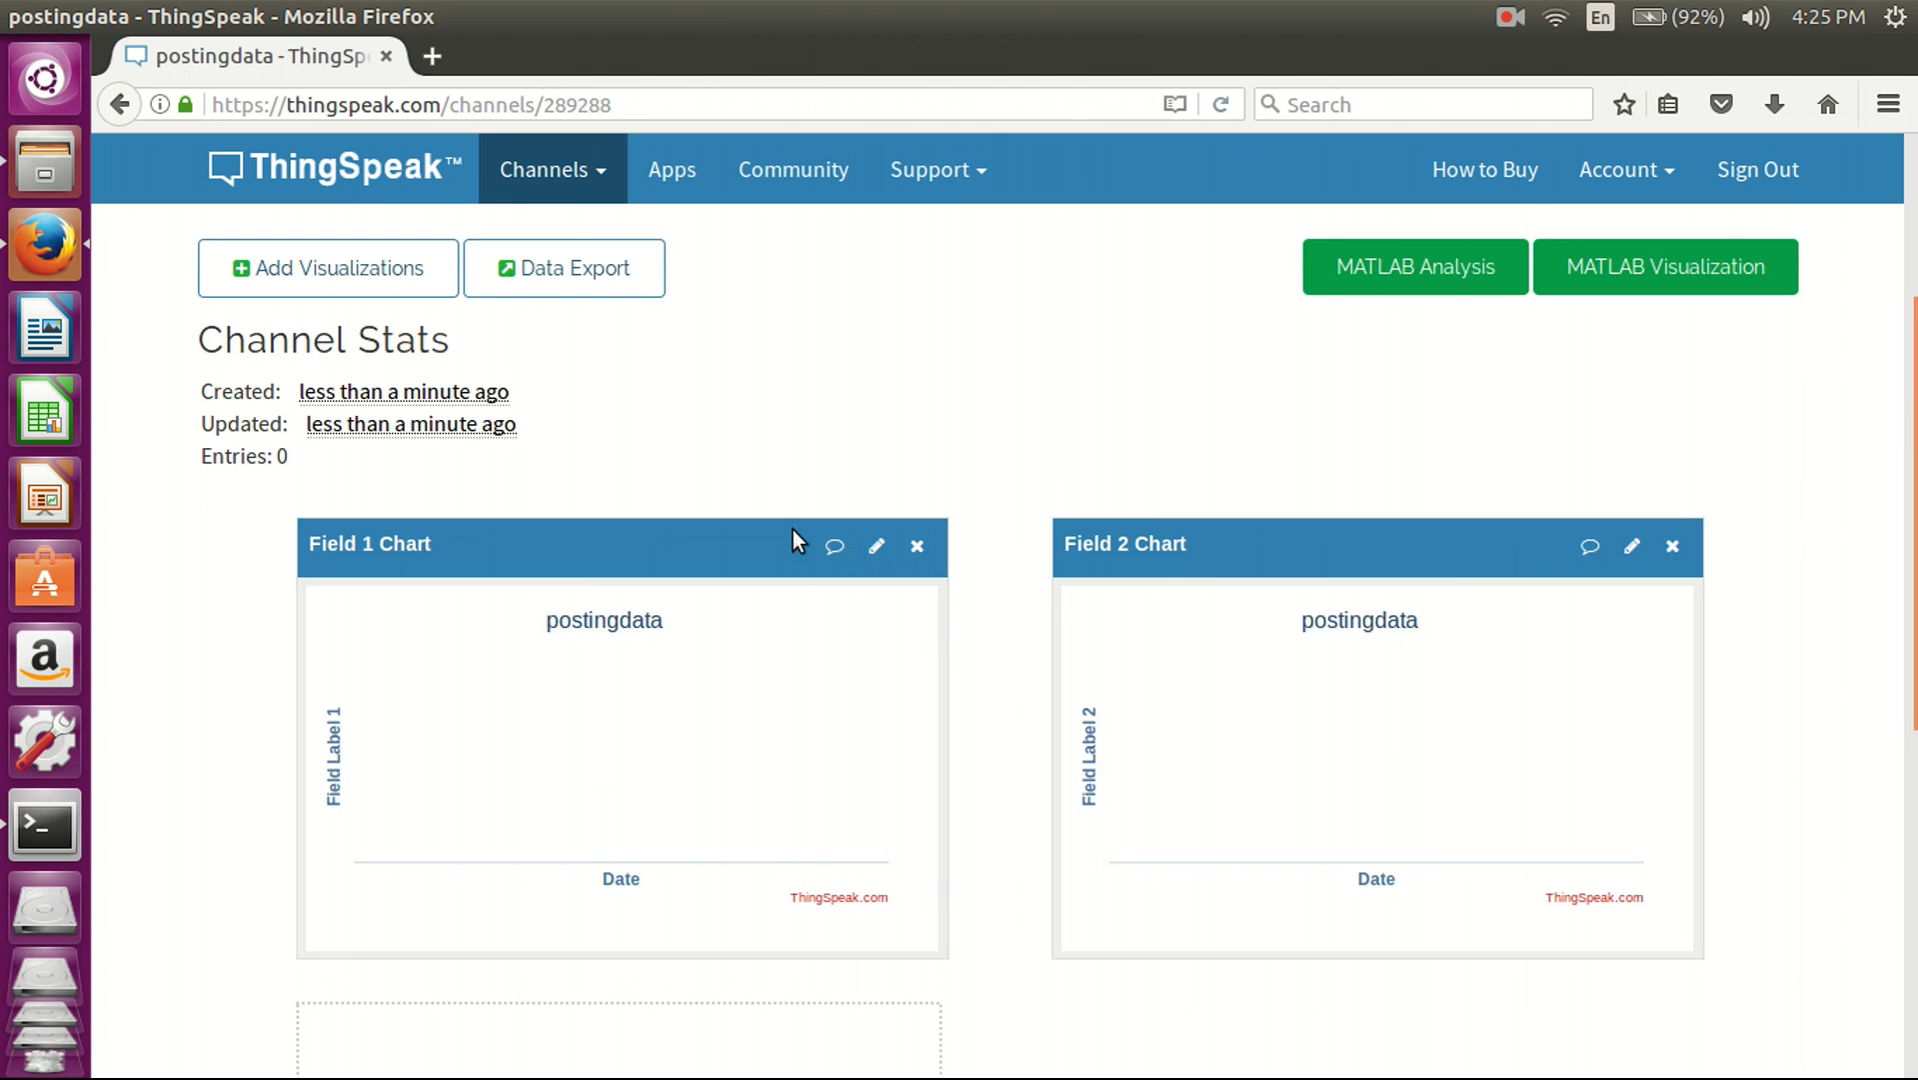 postingdata - ThingSpeak - Mozilla Firefox
En (92%) 4:25 PM
postingdata - ThingSp
https://thingspeak.com/channels/289288
Search
ThingSpeak™ Channels Apps Community Support How to Buy Account Sign Out
Add Visualizations Data Export MATLAB Analysis MATLAB Visualization
Channel Stats
Created: less than a minute ago
Updated: less than a minute ago
Entries: 0
Field 1 Chart
postingdata
Field Label 1
Date
ThingSpeak.com
Field 2 Chart
postingdata
Field Label 2
Date
ThingSpeak.com